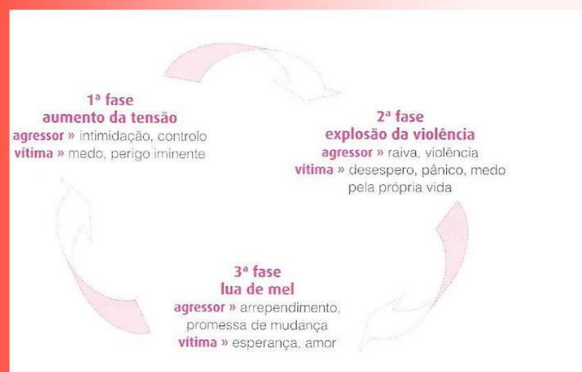 1ª fase
aumento da tensão
agressor » intimidação, controlo
vítima » medo, perigo iminente
2ª fase
explosão da violência
agressor » raiva, violência
vítima » desespero, pânico, medo
pela própria vida
3ª fase
lua de mel
agressor » arrependimento,
promessa de mudança
vítima » esperança, amor